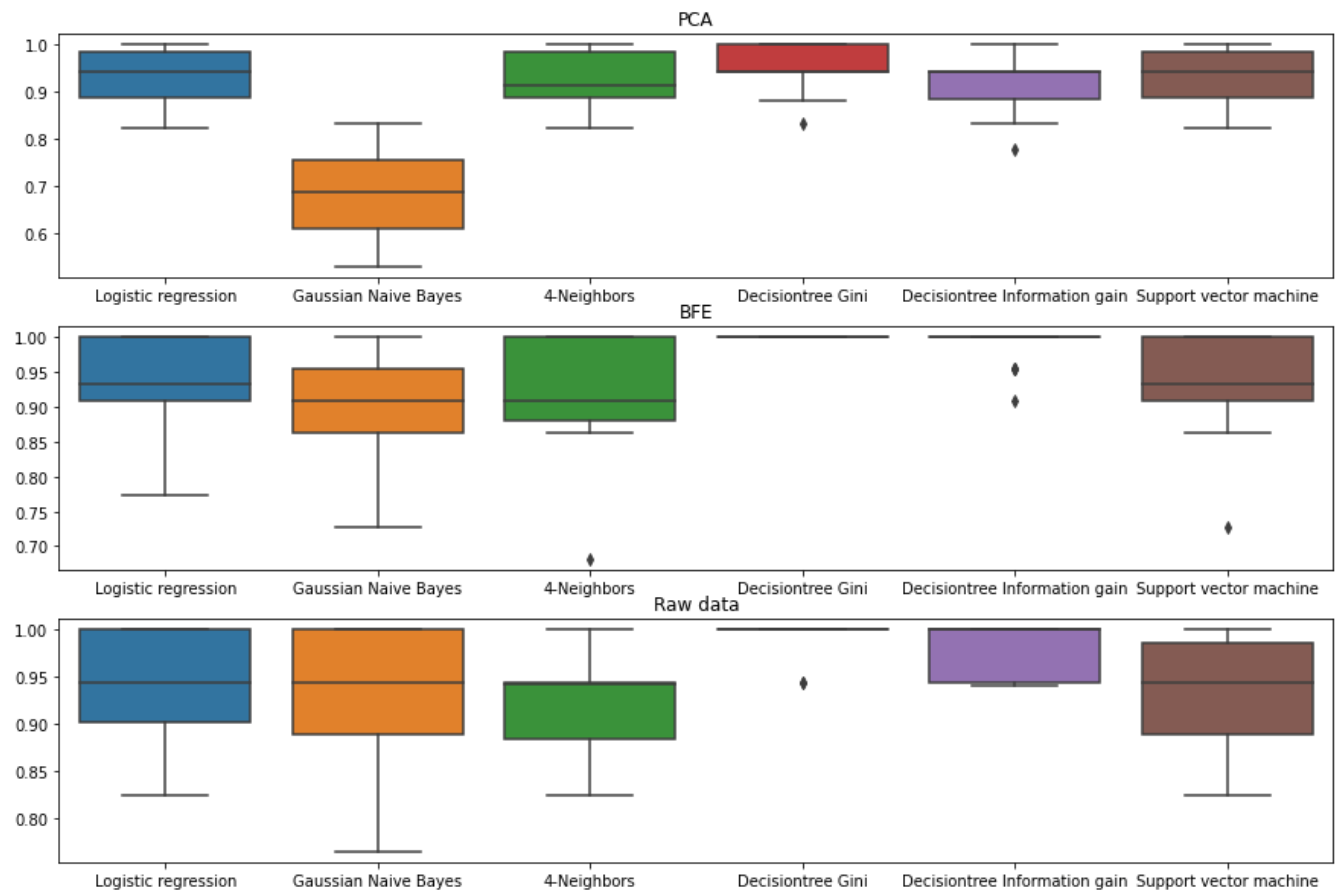 PCA
1.0
0.9
0.8
0.7
0.6
Logistic regression Gaussian Naive Bayes 4-Neighbors Decisiontree Gini Decisiontree Information gain Support vector machine
BFE
1.00
0.95
0.90
0.85
0.80
0.75
0.70
Logistic regression Gaussian Naive Bayes 4-Neighbors Decisiontree Gini Decisiontree Information gain Support vector machine
Raw data
1.00
0.95
0.90
0.85
0.80
Logistic regression Gaussian Naive Bayes 4-Neighbors Decisiontree Gini Decisiontree Information gain Support vector machine